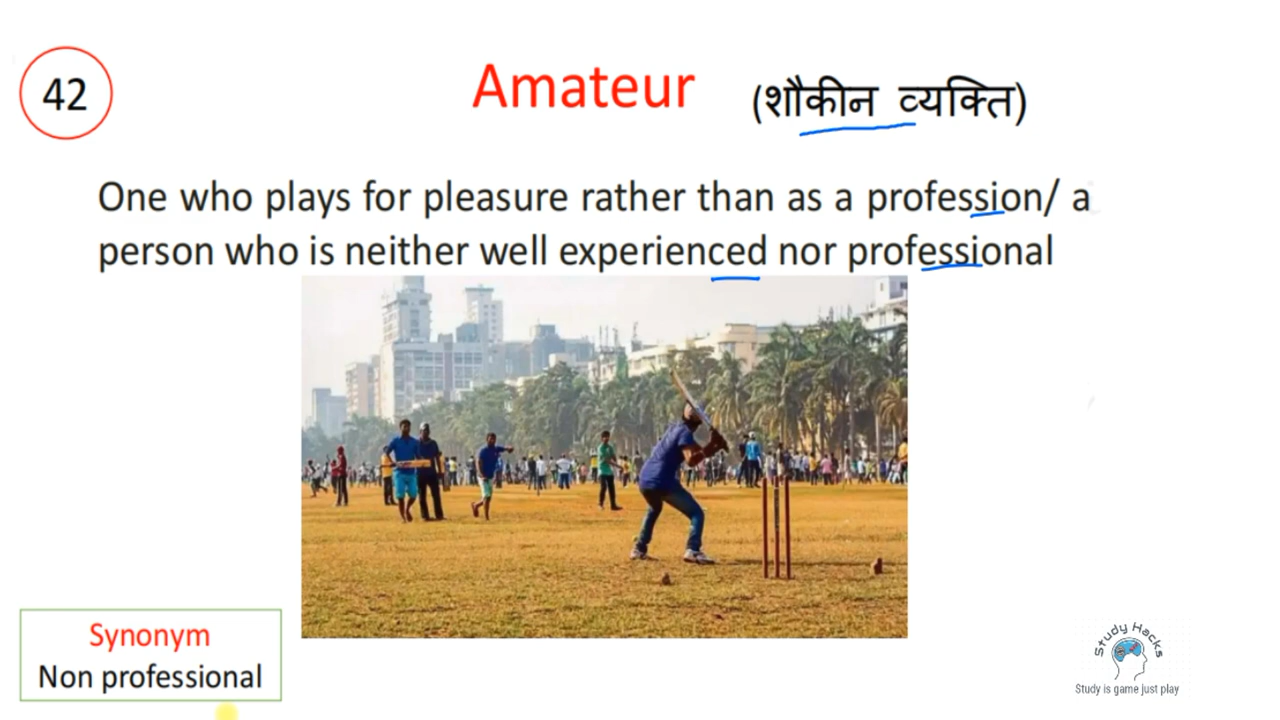 42
Amateur (शौकीन व्यक्ति)
One who plays for pleasure rather than as a profession/ a
person who is neither well experienced nor professional
Synonym
Non professional
Study Hacks
Study is game just play